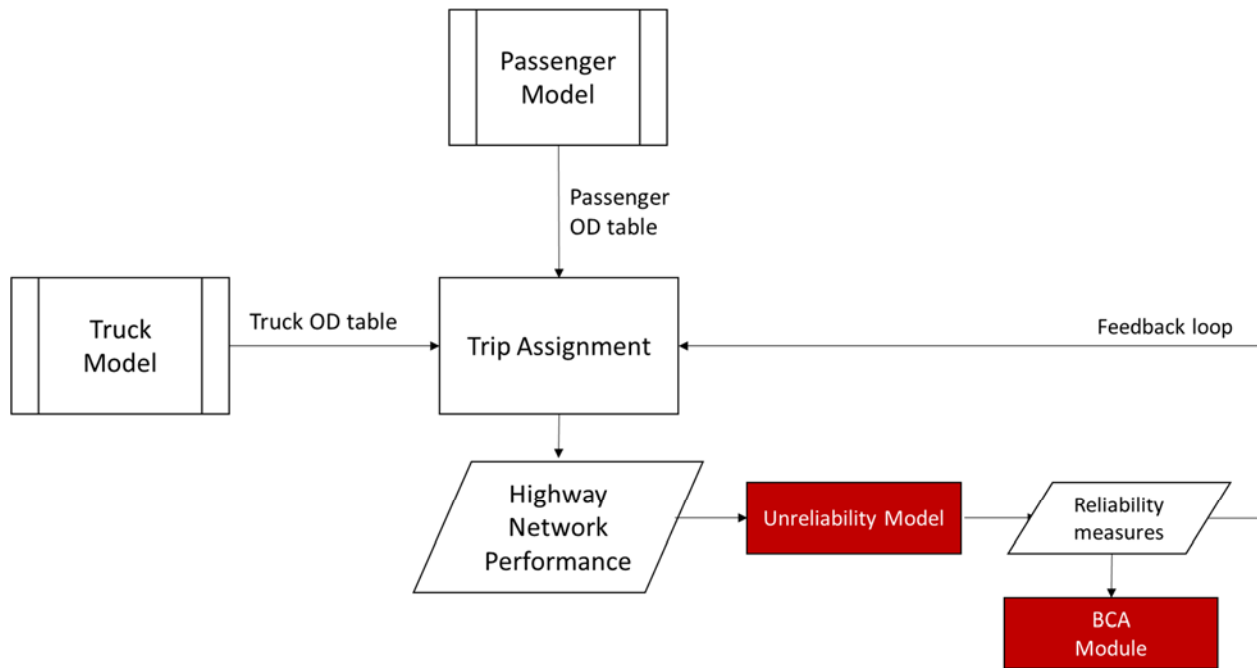 Passenger
Model
Passenger
OD table
Truck
Model
Truck OD table
Trip Assignment
Feedback loop
Highway
Network
Performance
Unreliability Model
Reliability
measures
BCA
Module